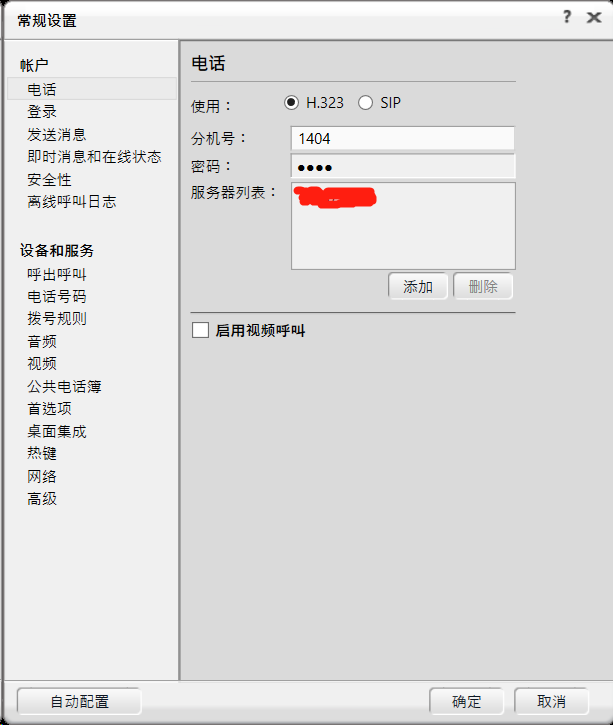 常规设置
?
帐户
电话
登录
发送消息
即时消息和在线状态
安全性
离线呼叫日志
设备和服务
呼出呼叫
电话号码
拨号规则
音频
视频
公共电话簿
首选项
桌面集成
热键
网络
高级
电话
使用： H.323 SIP
分机号： 1404
密码： ●●●●
服务器列表：
添加 删除
启用视频呼叫
自动配置 确定 取消